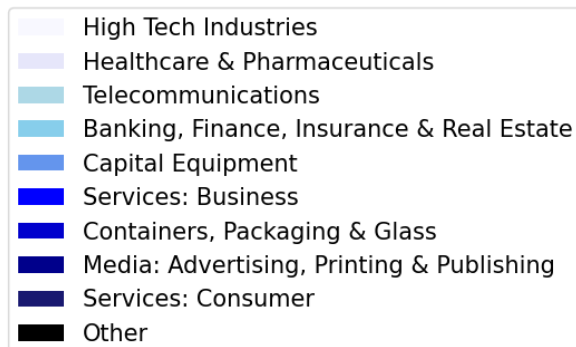 High Tech Industries
Healthcare & Pharmaceuticals
Telecommunications
Banking, Finance, Insurance & Real Estate
Capital Equipment
Services: Business
Containers, Packaging & Glass
Media: Advertising, Printing & Publishing
Services: Consumer
Other